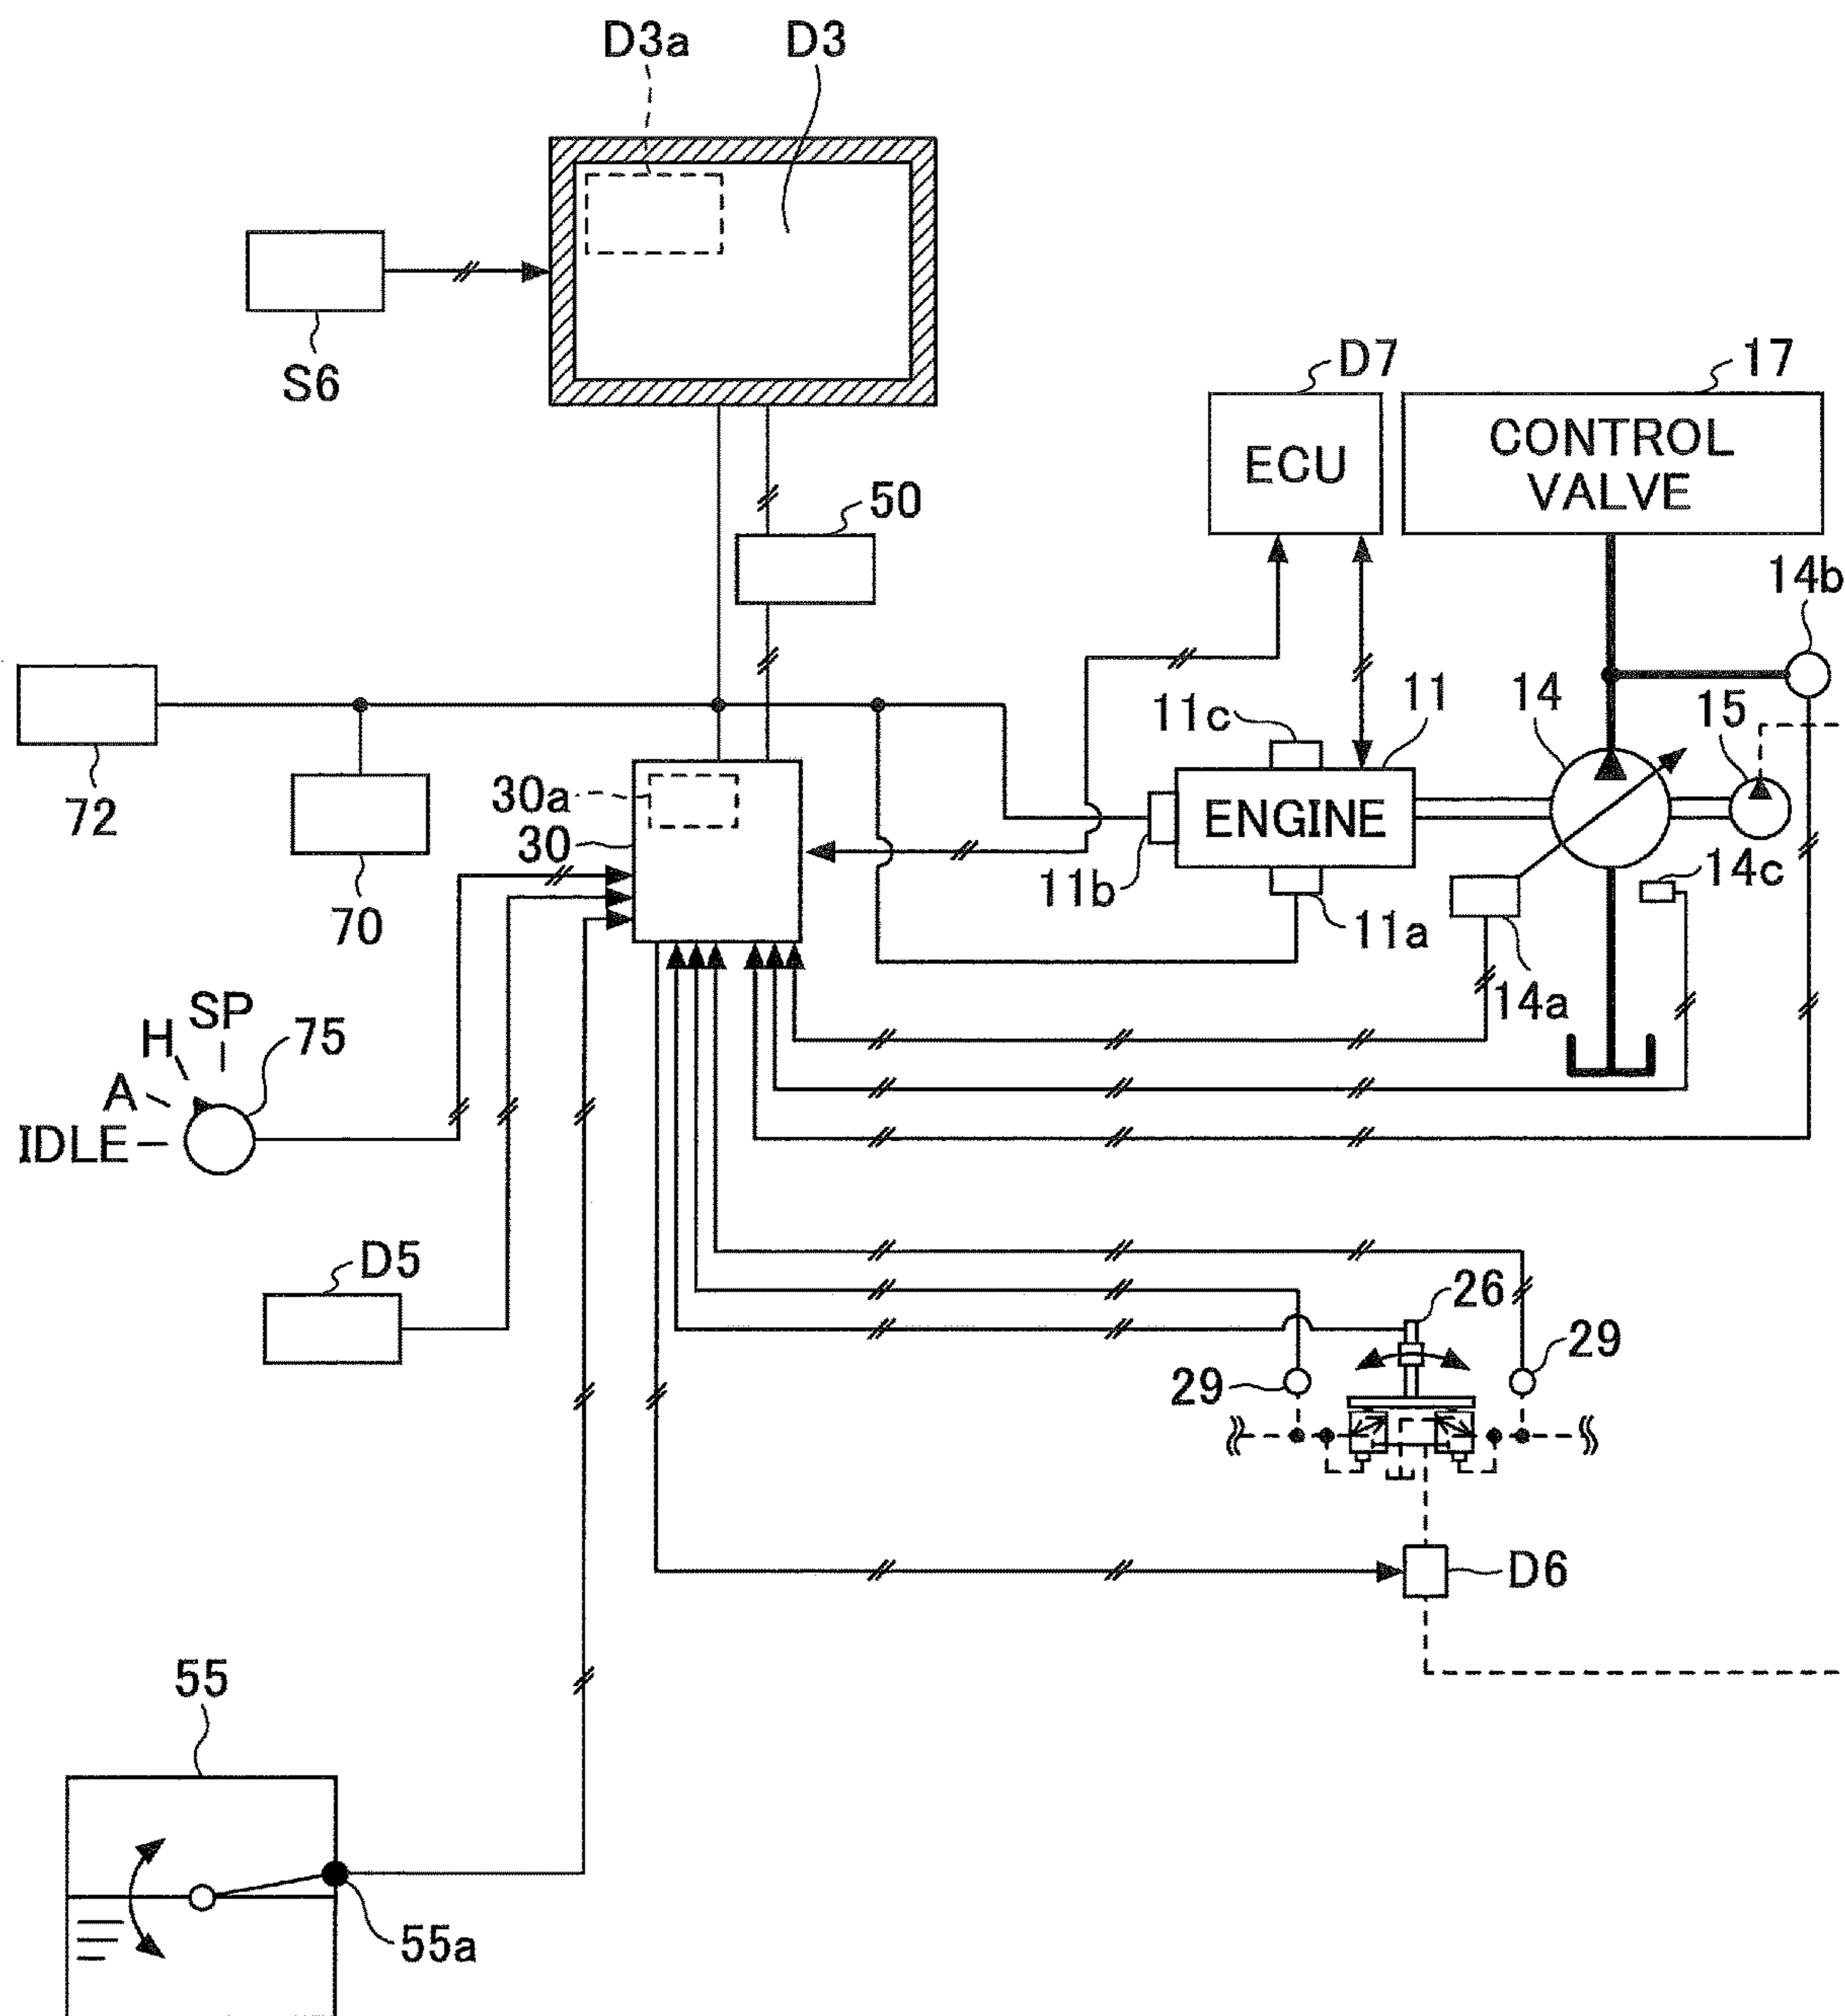 D3a
D3
S6
D7
17
ECU
CONTROL
VALVE
50
14b
11c
11
14
15
72
30a
30
ENGINE
70
11b
11a
14c
14a
SP
H
75
A
IDLE
D5
26
29
29
D6
55
55a